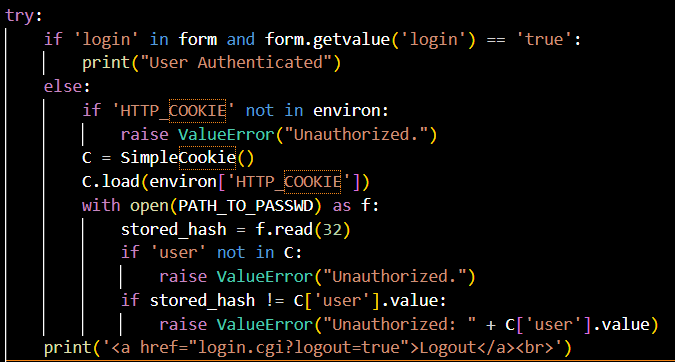 try:
    if 'login' in form and form.getvalue('login') == 'true':
        print("User Authenticated")
    else:
        if 'HTTP_COOKIE' not in environ:
            raise ValueError("Unauthorized.")
        C = SimpleCookie()
        C.load(environ['HTTP_COOKIE'])
        with open(PATH_TO_PASSWD) as f:
            stored_hash = f.read(32)
            if 'user' not in C:
                raise ValueError("Unauthorized.")
            if stored_hash != C['user'].value:
                raise ValueError("Unauthorized: " + C['user'].value)
    print('<a href="login.cgi?logout=true">Logout</a><br>')